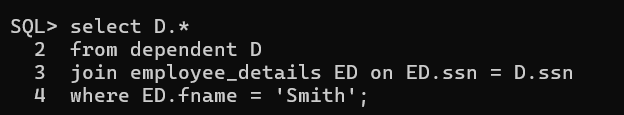 SQL> select D.*
  2  from dependent D
  3  join employee_details ED on ED.ssn = D.ssn
  4  where ED.fname = 'Smith';